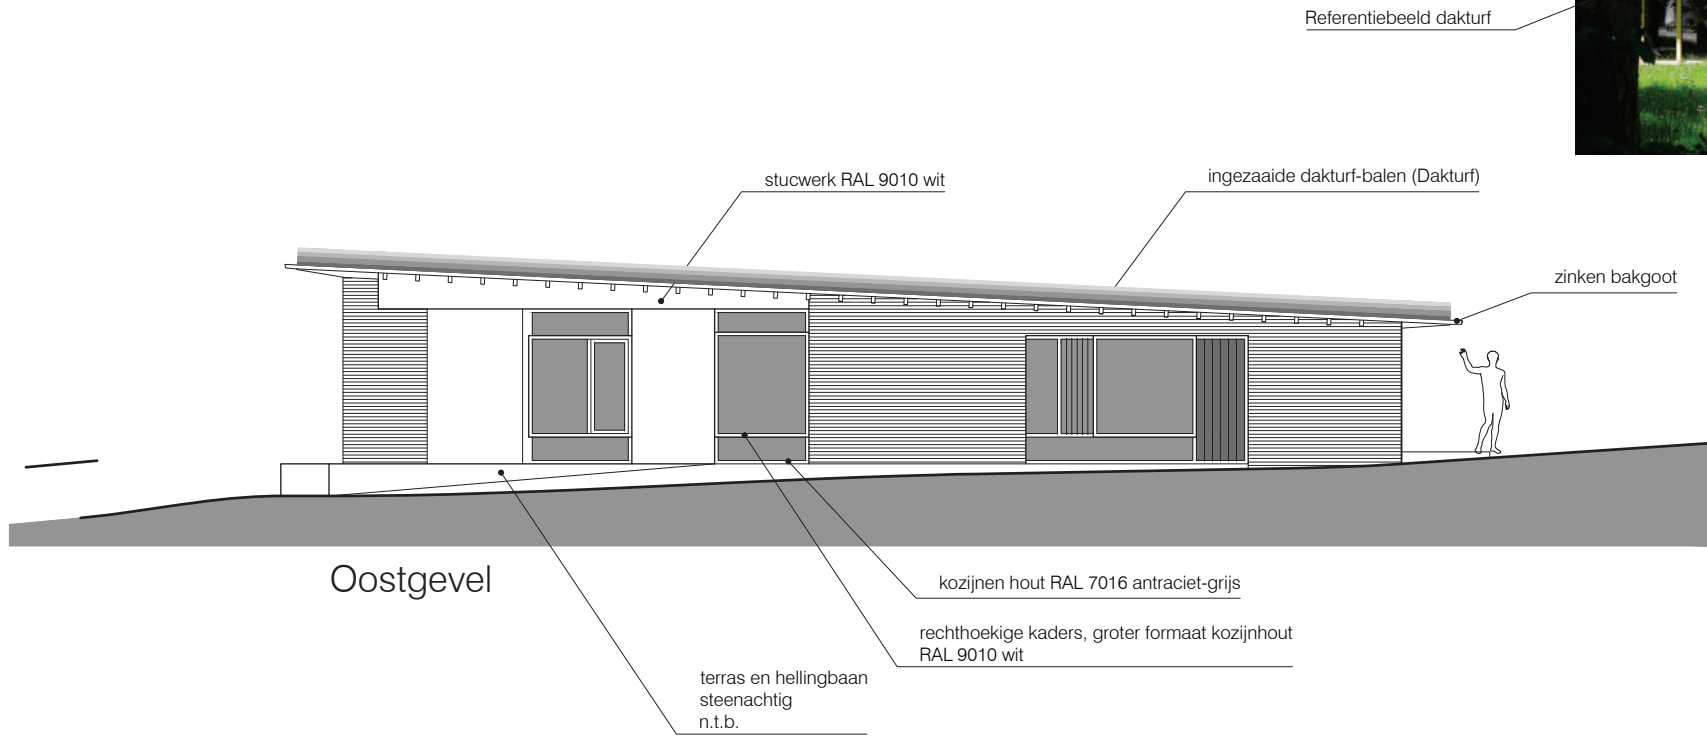 Referentiebeeld dakturf
stucwerk RAL 9010 wit
ingezaaide dakturf-balen (Dakturf)
zinken bakgoot
Oostgevel
kozijnen hout RAL 7016 antraciet-grijs
rechthoekige kaders, groter formaat kozijnhout
RAL 9010 wit
terras en hellingbaan
steenachtig
n.t.b.